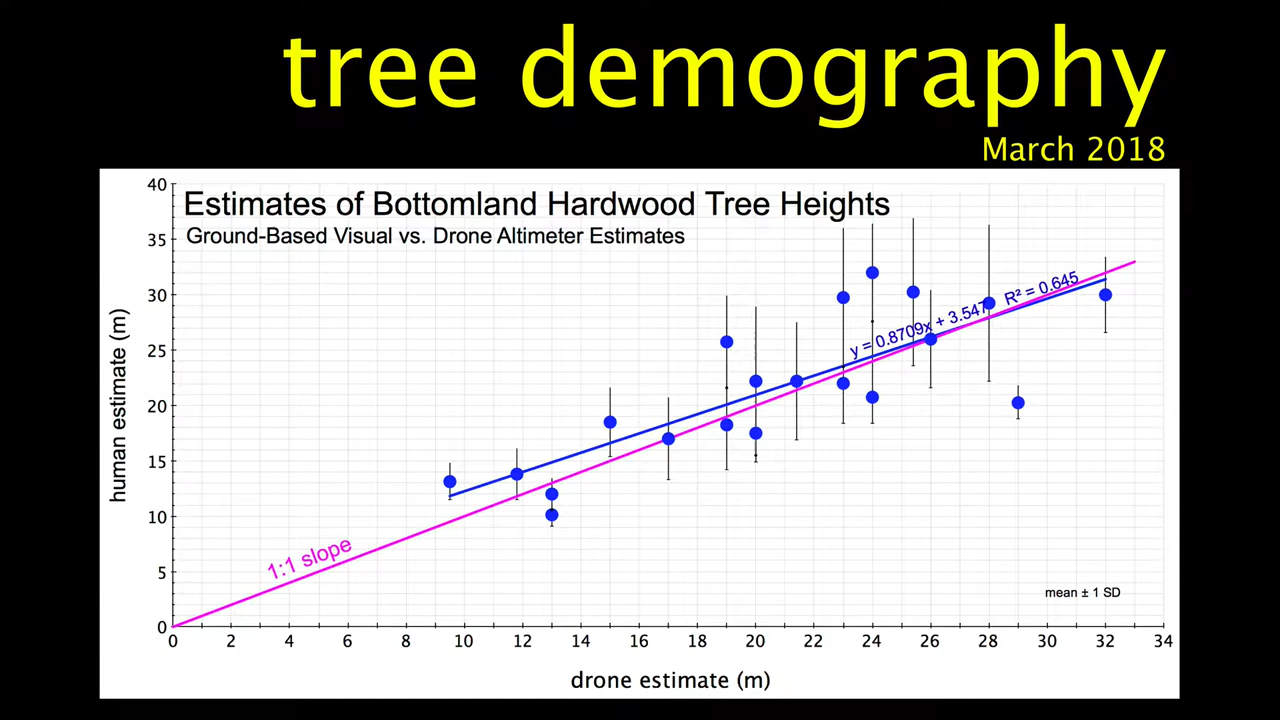 tree demography
March 2018
Estimates of Bottomland Hardwood Tree Heights
Ground-Based Visual vs. Drone Altimeter Estimates
40
35
30
25
20
15
10
5
0
human estimate (m)
y = 0.8709x + 3.547
R² = 0.645
1:1 slope
mean ± 1 SD
0 2 4 6 8 10 12 14 16 18 20 22 24 26 28 30 32 34
drone estimate (m)